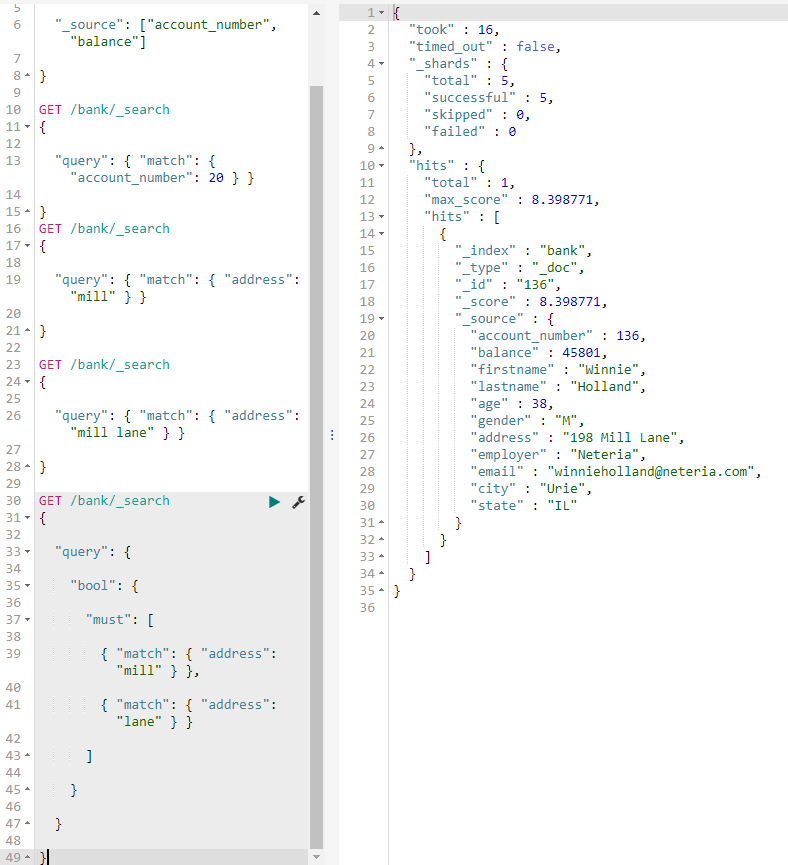 5
6 "_source": ["account_number",
"balance"]
7
8 }
9
10 GET /bank/_search
11 {
12
13 "query": { "match": {
"account_number": 20 } }
14
15 }
16 GET /bank/_search
17 {
18
19 "query": { "match": { "address":
"mill" } }
20
21 }
22
23 GET /bank/_search
24 {
25
26 "query": { "match": { "address":
"mill lane" } }
27
28 }
29
30 GET /bank/_search
31 {
32
33 "query": {
34
35 "bool": {
36
37 "must": [
38
39 { "match": { "address":
"mill" } },
40
41 { "match": { "address":
"lane" } }
42
43 ]
44
45 }
46
47 }
48
49 }
1 {
2 "took" : 16,
3 "timed_out" : false,
4 "_shards" : {
5 "total" : 5,
6 "successful" : 5,
7 "skipped" : 0,
8 "failed" : 0
9 },
10 "hits" : {
11 "total" : 1,
12 "max_score" : 8.398771,
13 "hits" : [
14 {
15 "_index" : "bank",
16 "_type" : "_doc",
17 "_id" : "136",
18 "_score" : 8.398771,
19 "_source" : {
20 "account_number" : 136,
21 "balance" : 45801,
22 "firstname" : "Winnie",
23 "lastname" : "Holland",
24 "age" : 38,
25 "gender" : "M",
26 "address" : "198 Mill Lane",
27 "employer" : "Neteria",
28 "email" : "winnieholland@neteria.com",
29 "city" : "Urie",
30 "state" : "IL"
31 }
32 }
33 ]
34 }
35 }
36